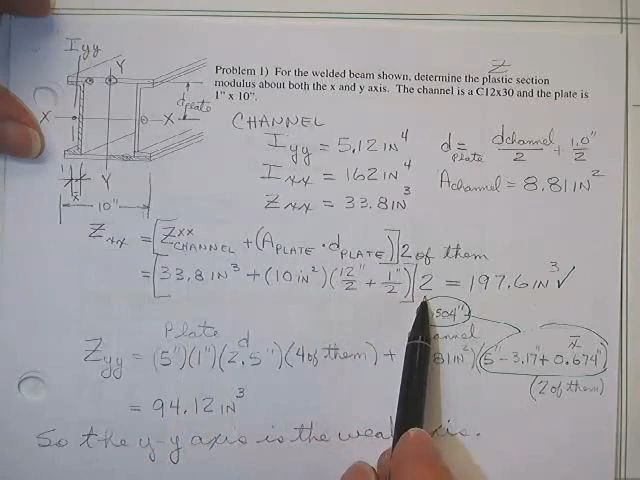 Iyy
Y
X
X
dplate
Y
1"
x̄
10"
Z
Problem 1) For the welded beam shown, determine the plastic section
modulus about both the x and y axis. The channel is a C12x30 and the plate is
1" x 10".
CHANNEL
Iyy = 5.12 IN⁴
Ixx = 162 IN⁴
Zxx = 33.8 IN³
dplate = dchannel/2 + 1.0"/2
Achannel = 8.81 IN²
Zxx = [Zxx CHANNEL + (APLATE · dPLATE)] 2 of them
= [33.8 IN³ + (10 in²)(12"/2 + 1"/2)] 2 = 197.6 IN³ ✓
.504"
Plate
d
x̄
Zyy = (5")(1")(2.5")(4 of them) + 81 IN²)(5" - 3.17" + 0.674")
(2 of them)
= 94.12 IN³
So the y-y axis is the axis.